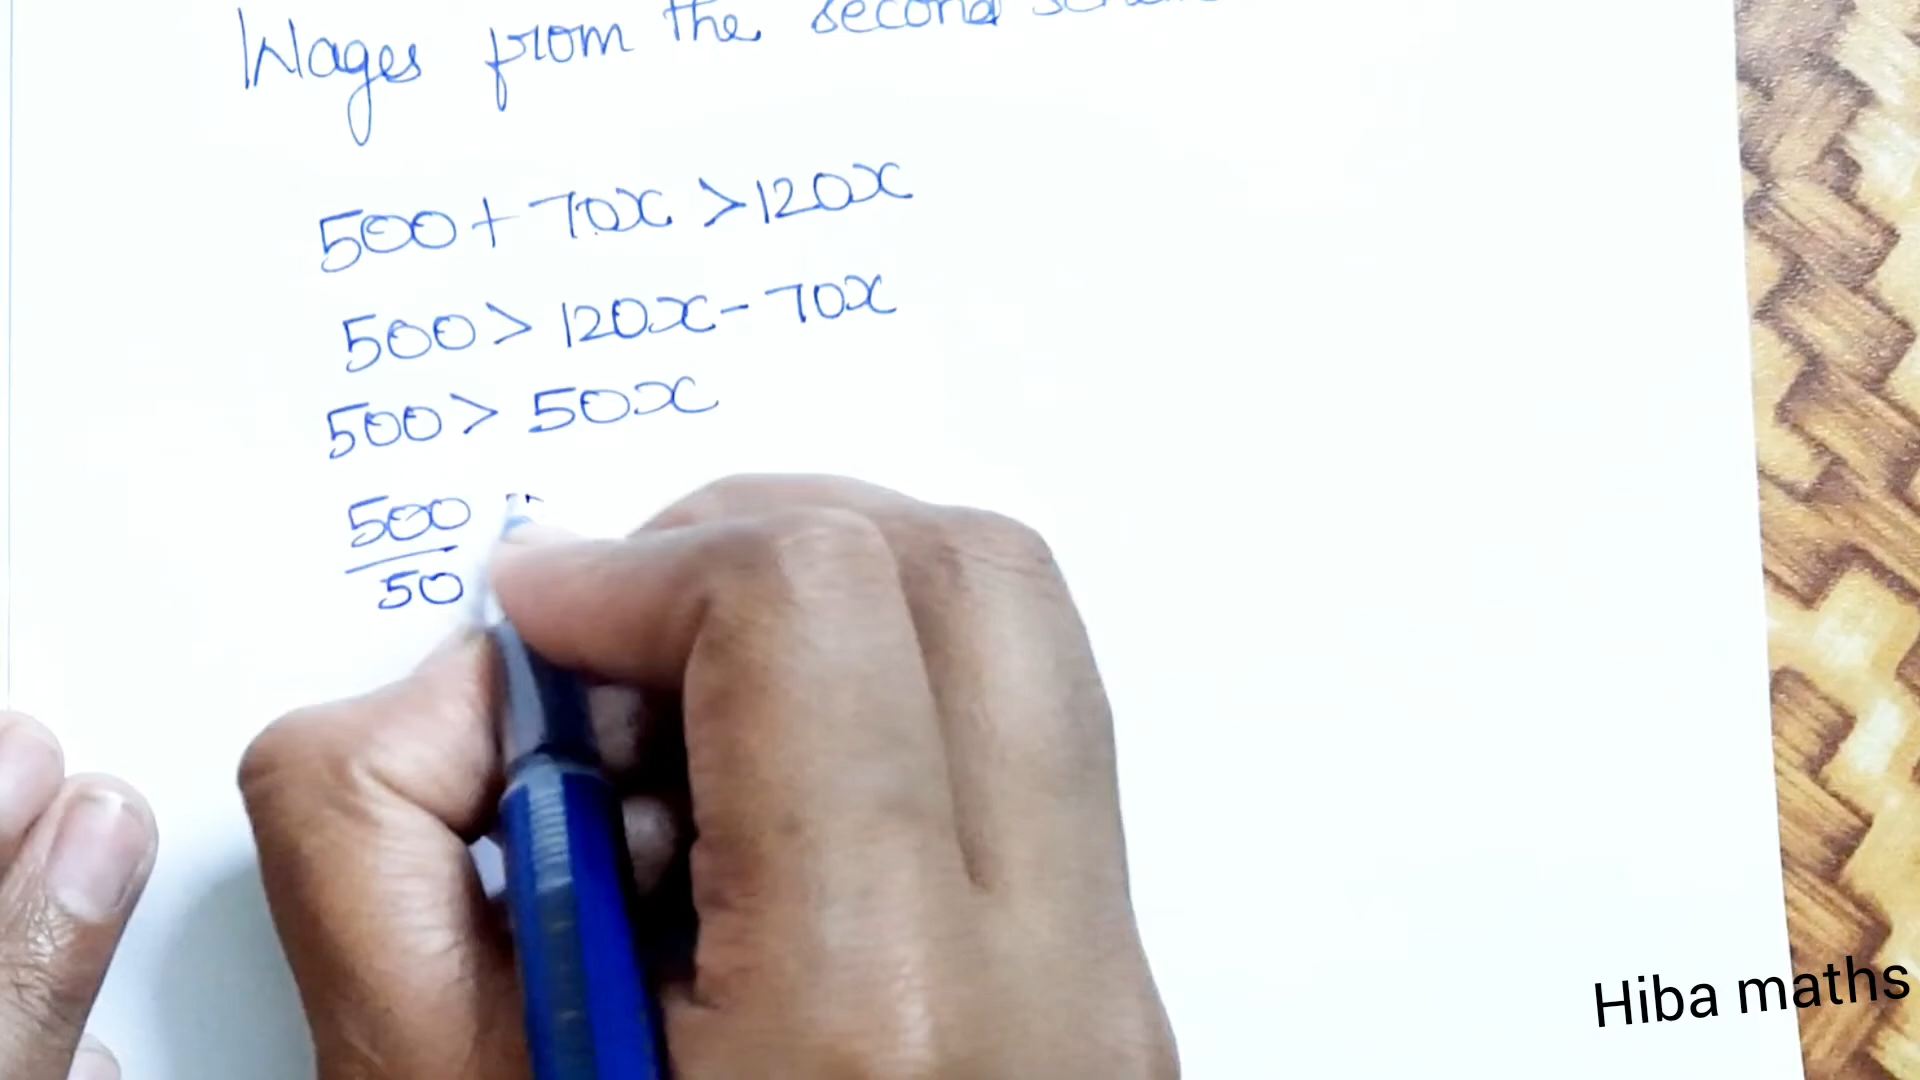 Wages from the second
500 + 70x > 120x
500 > 120x - 70x
500 > 50x
500
50
Hiba maths